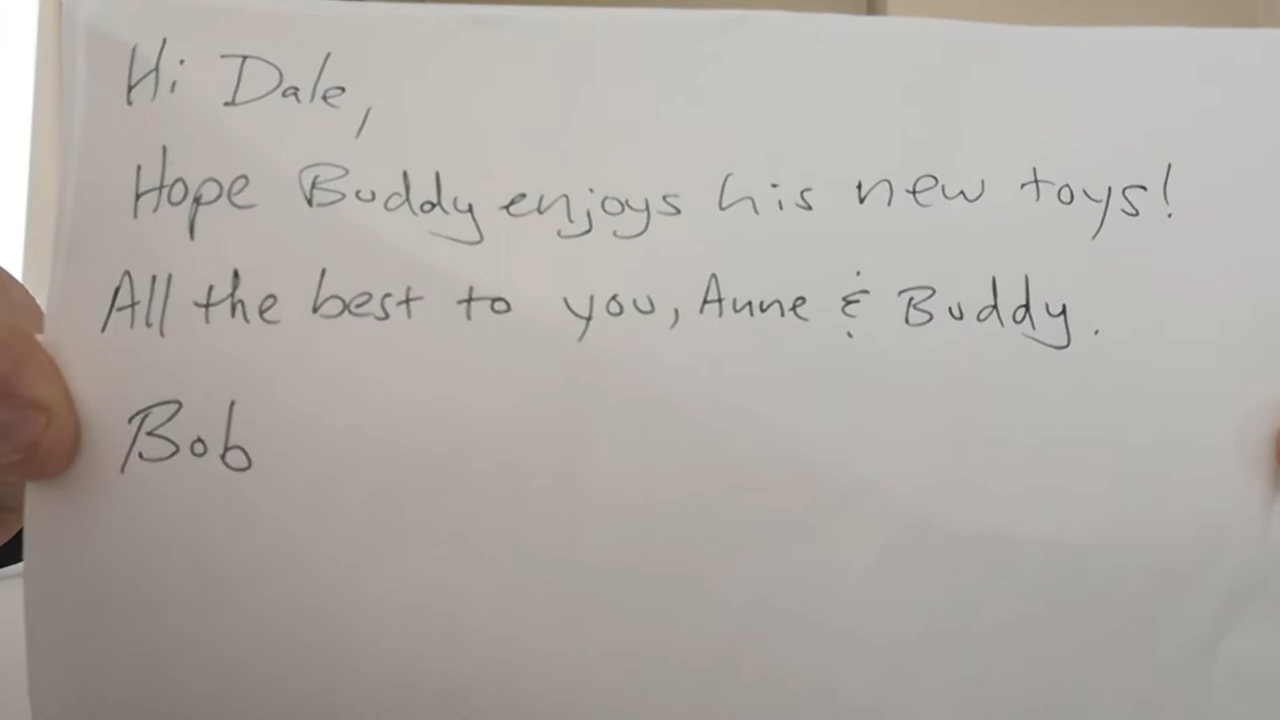 Hi Dale,
Hope Buddy enjoys his new toys!
All the best to you, Anne & Buddy.
Bob